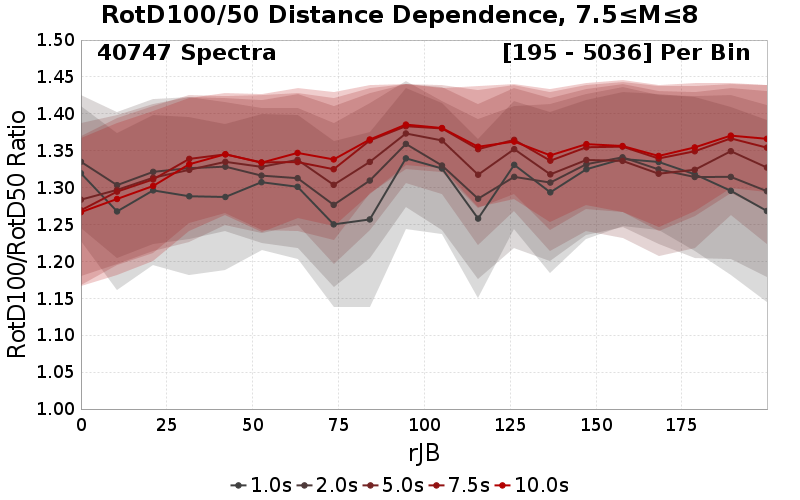 RotD100/50 Distance Dependence, 7.5≤M≤8
40747 Spectra
[195 - 5036] Per Bin
RotD100/RotD50 Ratio
1.50
1.45
1.40
1.35
1.30
1.25
1.20
1.15
1.10
1.05
1.00
0 25 50 75 100 125 150 175
rJB
1.0s 2.0s 5.0s 7.5s 10.0s